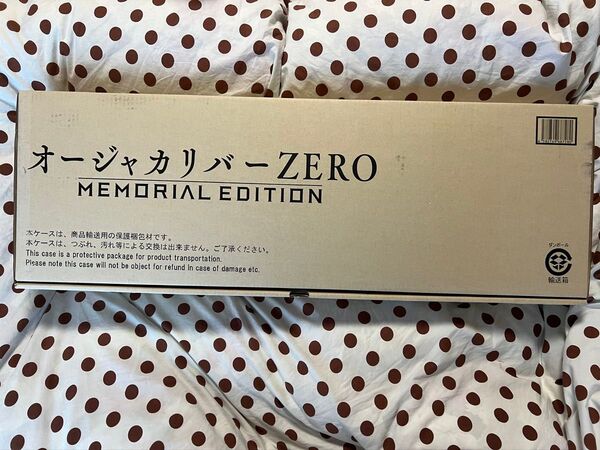 オージャカリバーZERO
MEMORIAL EDITION
本ケースは、商品輸送用の保護梱包材です。
本ケースは、つぶれ、汚れ等による交換は出来ません。ご了承ください。
This case is a protective package for product transportation.
Please note this case will not be object for refund in case of damage etc.
ダンボール
輸送箱